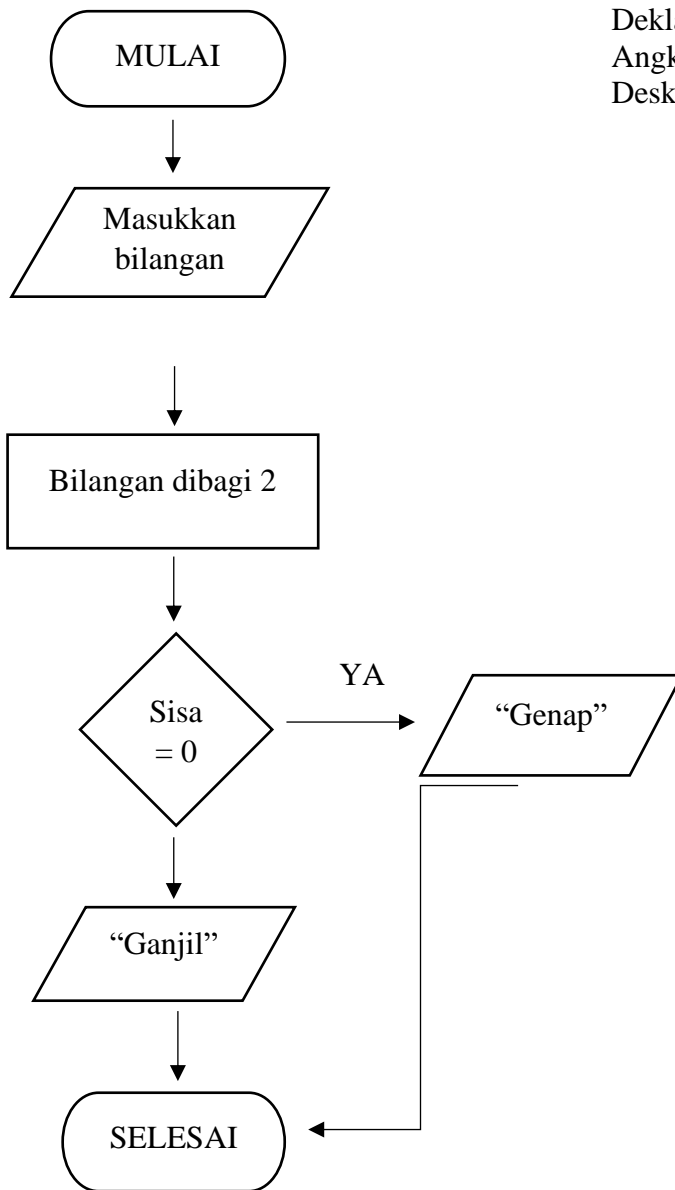 MULAI
Masukkan
bilangan
Bilangan dibagi 2
Sisa
= 0
YA
“Genap”
“Ganjil”
SELESAI